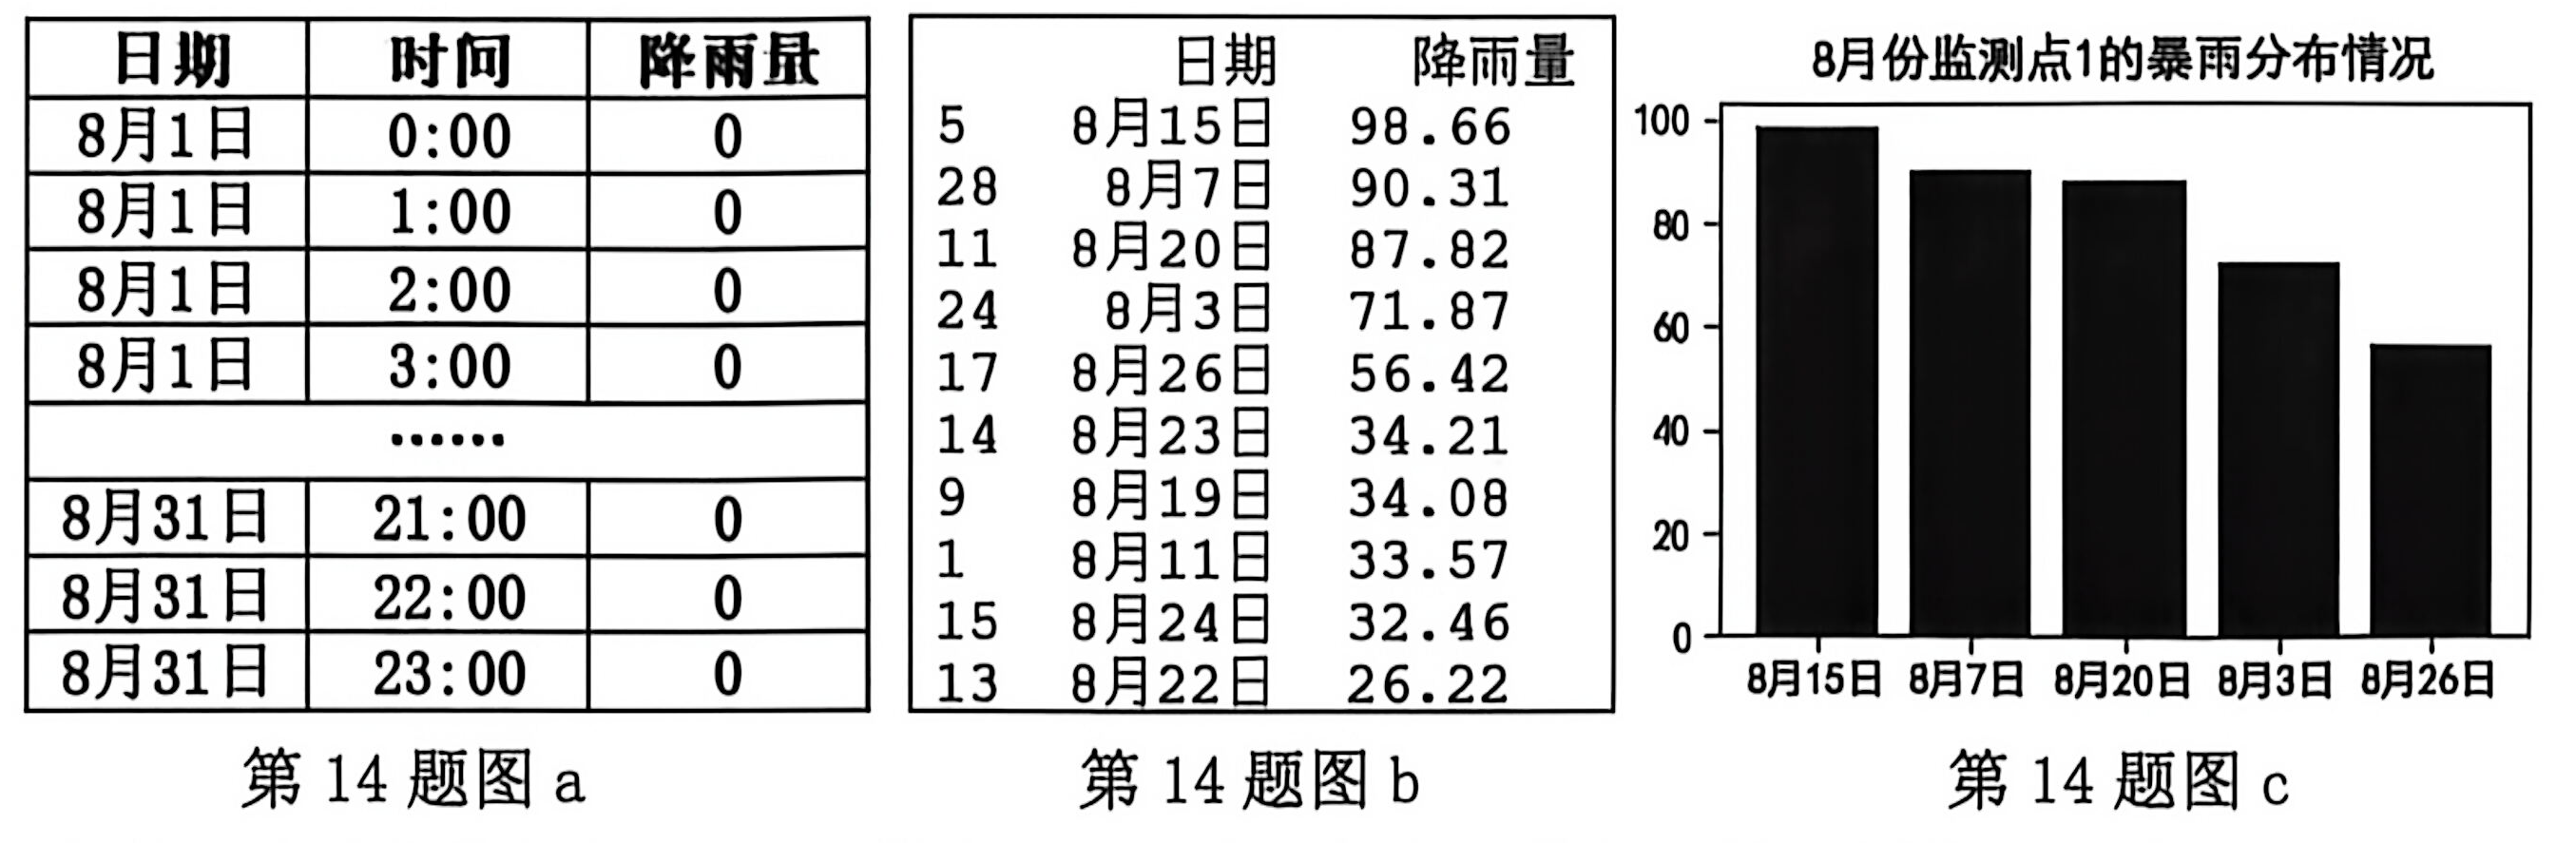 日期 时间 降雨量
8月1日 0:00 0
8月1日 1:00 0
8月1日 2:00 0
8月1日 3:00 0
……
8月31日 21:00 0
8月31日 22:00 0
8月31日 23:00 0
第14题图a
日期 降雨量
5 8月15日 98.66
28 8月7日 90.31
11 8月20日 87.82
24 8月3日 71.87
17 8月26日 56.42
14 8月23日 34.21
9 8月19日 34.08
1 8月11日 33.57
15 8月24日 32.46
13 8月22日 26.22
第14题图b
8月份监测点1的暴雨分布情况
100
80
60
40
20
0
8月15日 8月7日 8月20日 8月3日 8月26日
第14题图c